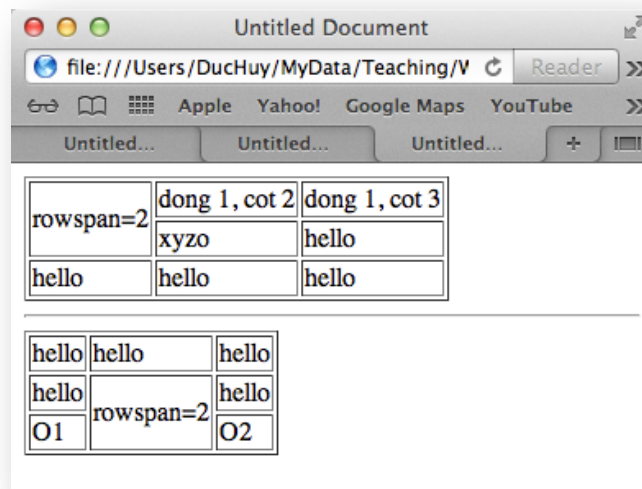 Untitled Document
file:///Users/DucHuy/MyData/Teaching/W Reader
Apple Yahoo! Google Maps YouTube
Untitled... Untitled... Untitled...
rowspan=2 dong 1, cot 2 dong 1, cot 3
xyzo hello
hello hello hello
hello hello hello
hello rowspan=2 hello
O1 O2